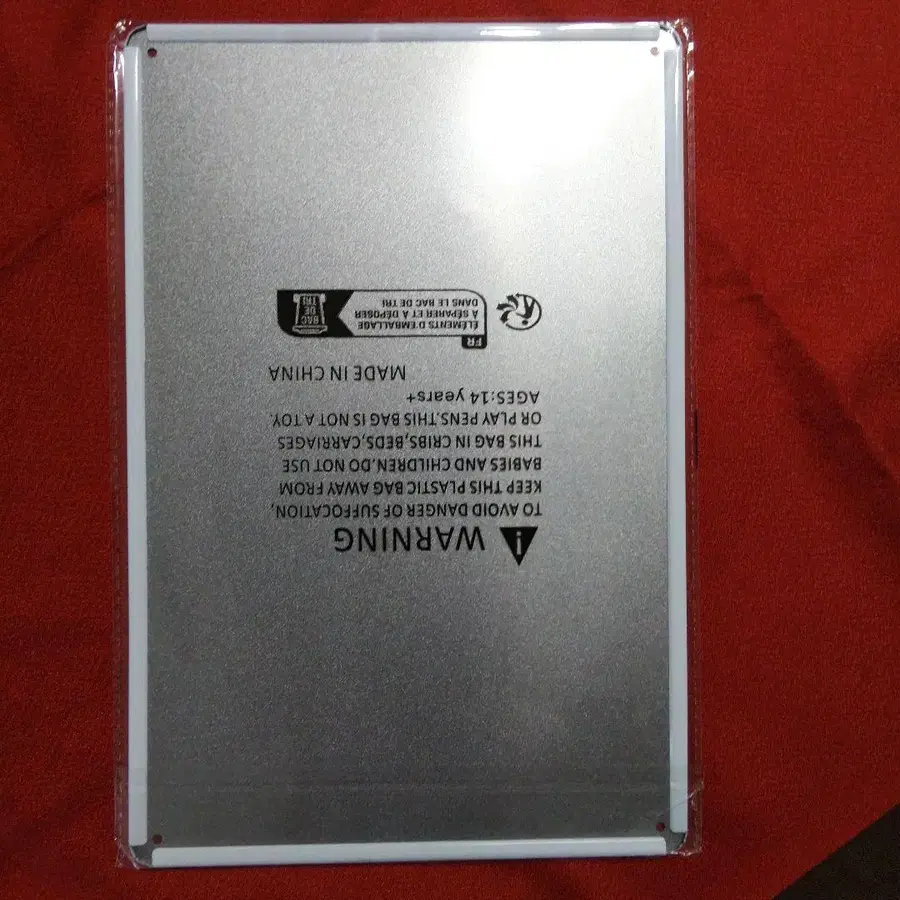 WARNING
TO AVOID DANGER OF SUFFOCATION,
KEEP THIS PLASTIC BAG AWAY FROM
BABIES AND CHILDREN.DO NOT USE
THIS BAG IN CRIBS,BEDS,CARRIAGES
OR PLAY PENS.THIS BAG IS NOT A TOY.
AGES:14 years+
MADE IN CHINA
FR
ÉLÉMENTS D'EMBALLAGE
À SÉPARER ET À DÉPOSER
DANS LE BAC DE TRI
BAC
DE
TRI